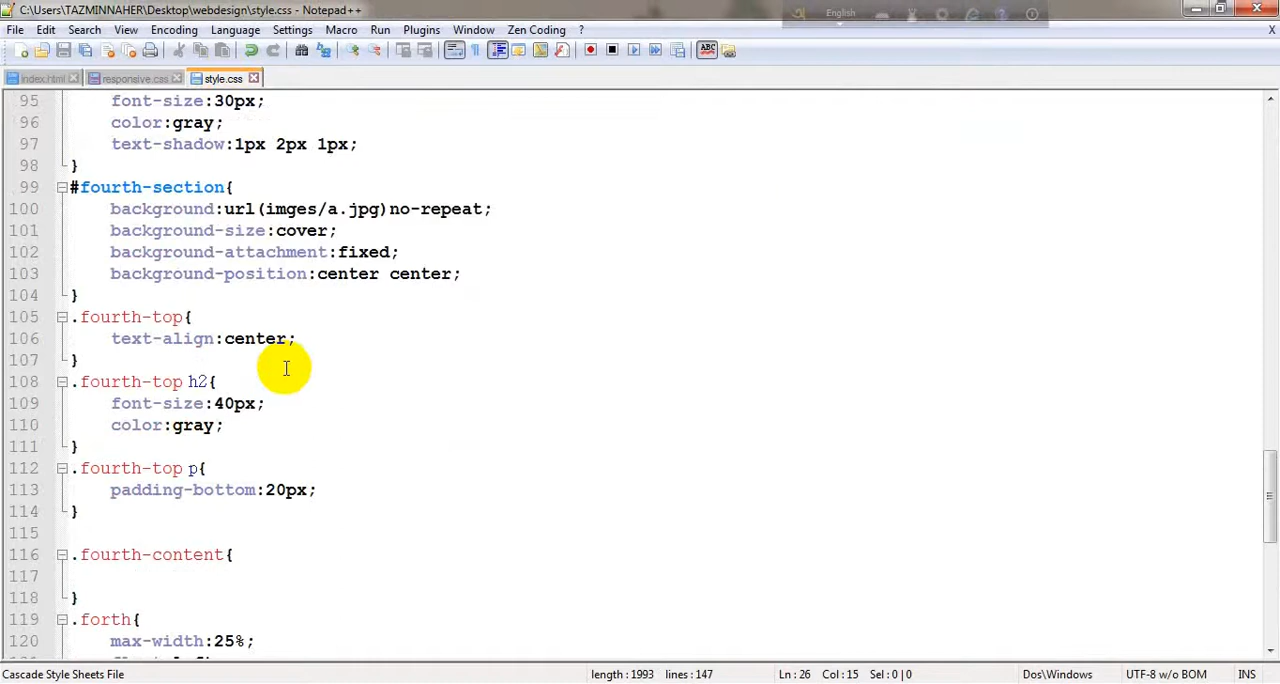 C:\Users\TAZMINNAHER\Desktop\webdesign\style.css - Notepad++
English
File Edit Search View Encoding Language Settings Macro Run Plugins Window Zen Coding ? X
ABC
index.html responsive.css style.css
95 font-size:30px;
96 color:gray;
97 text-shadow:1px 2px 1px;
98 }
99 #fourth-section{
100 background:url(imges/a.jpg)no-repeat;
101 background-size:cover;
102 background-attachment:fixed;
103 background-position:center center;
104 }
105 .fourth-top{
106 text-align:center;
107 }
108 .fourth-top h2{
109 font-size:40px;
110 color:gray;
111 }
112 .fourth-top p{
113 padding-bottom:20px;
114 }
115
116 .fourth-content{
117
118 }
119 .forth{
120 max-width:25%;
Cascade Style Sheets File length : 1993 lines : 147 Ln : 26 Col : 15 Sel : 0 | 0 Dos\Windows UTF-8 w/o BOM INS